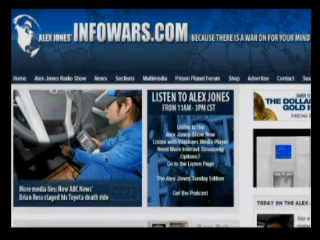 ALEX JONES' INFOWARS.COM BECAUSE THERE IS A WAR ON FOR YOUR MIND
Home Alex Jones Radio Show News Sections Multimedia Prison Planet Forum Shop Advertise Contact
LISTEN TO ALEX JONES
FROM 11AM - 2PM CST
Listen to the
Alex Jones Show Now
Listen with Windows Media Player
Need More Internet Streaming
Options?
Go to the Listen Page
The Alex Jones Sunday Edition
Get the Podcast
More media lies: How ABC News'
Brian Ross staged his Toyota death ride
THE DOLLAR
GOLD I
TODAY ON THE ALEX